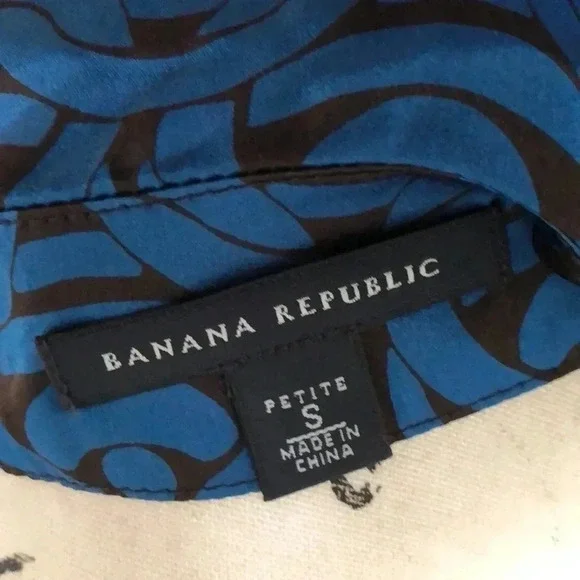 BANANA REPUBLIC
PETITE
S
MADE IN
CHINA